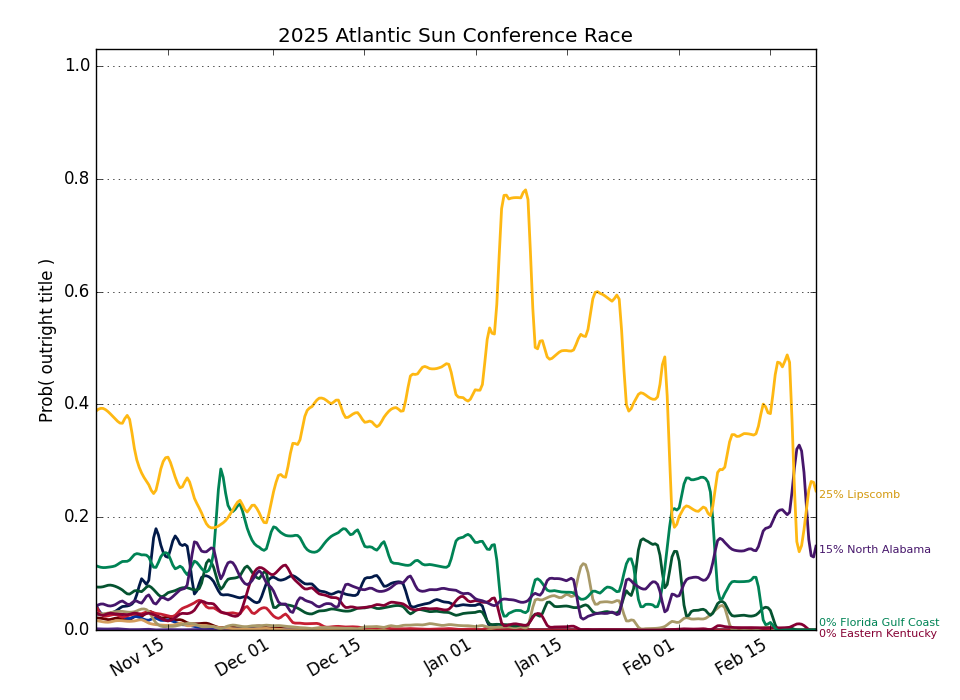 2025 Atlantic Sun Conference Race
Prob( outright title )
1.0
0.8
0.6
0.4
0.2
0.0
25% Lipscomb
15% North Alabama
0% Florida Gulf Coast
0% Eastern Kentucky
Nov 15
Dec 01
Dec 15
Jan 01
Jan 15
Feb 01
Feb 15